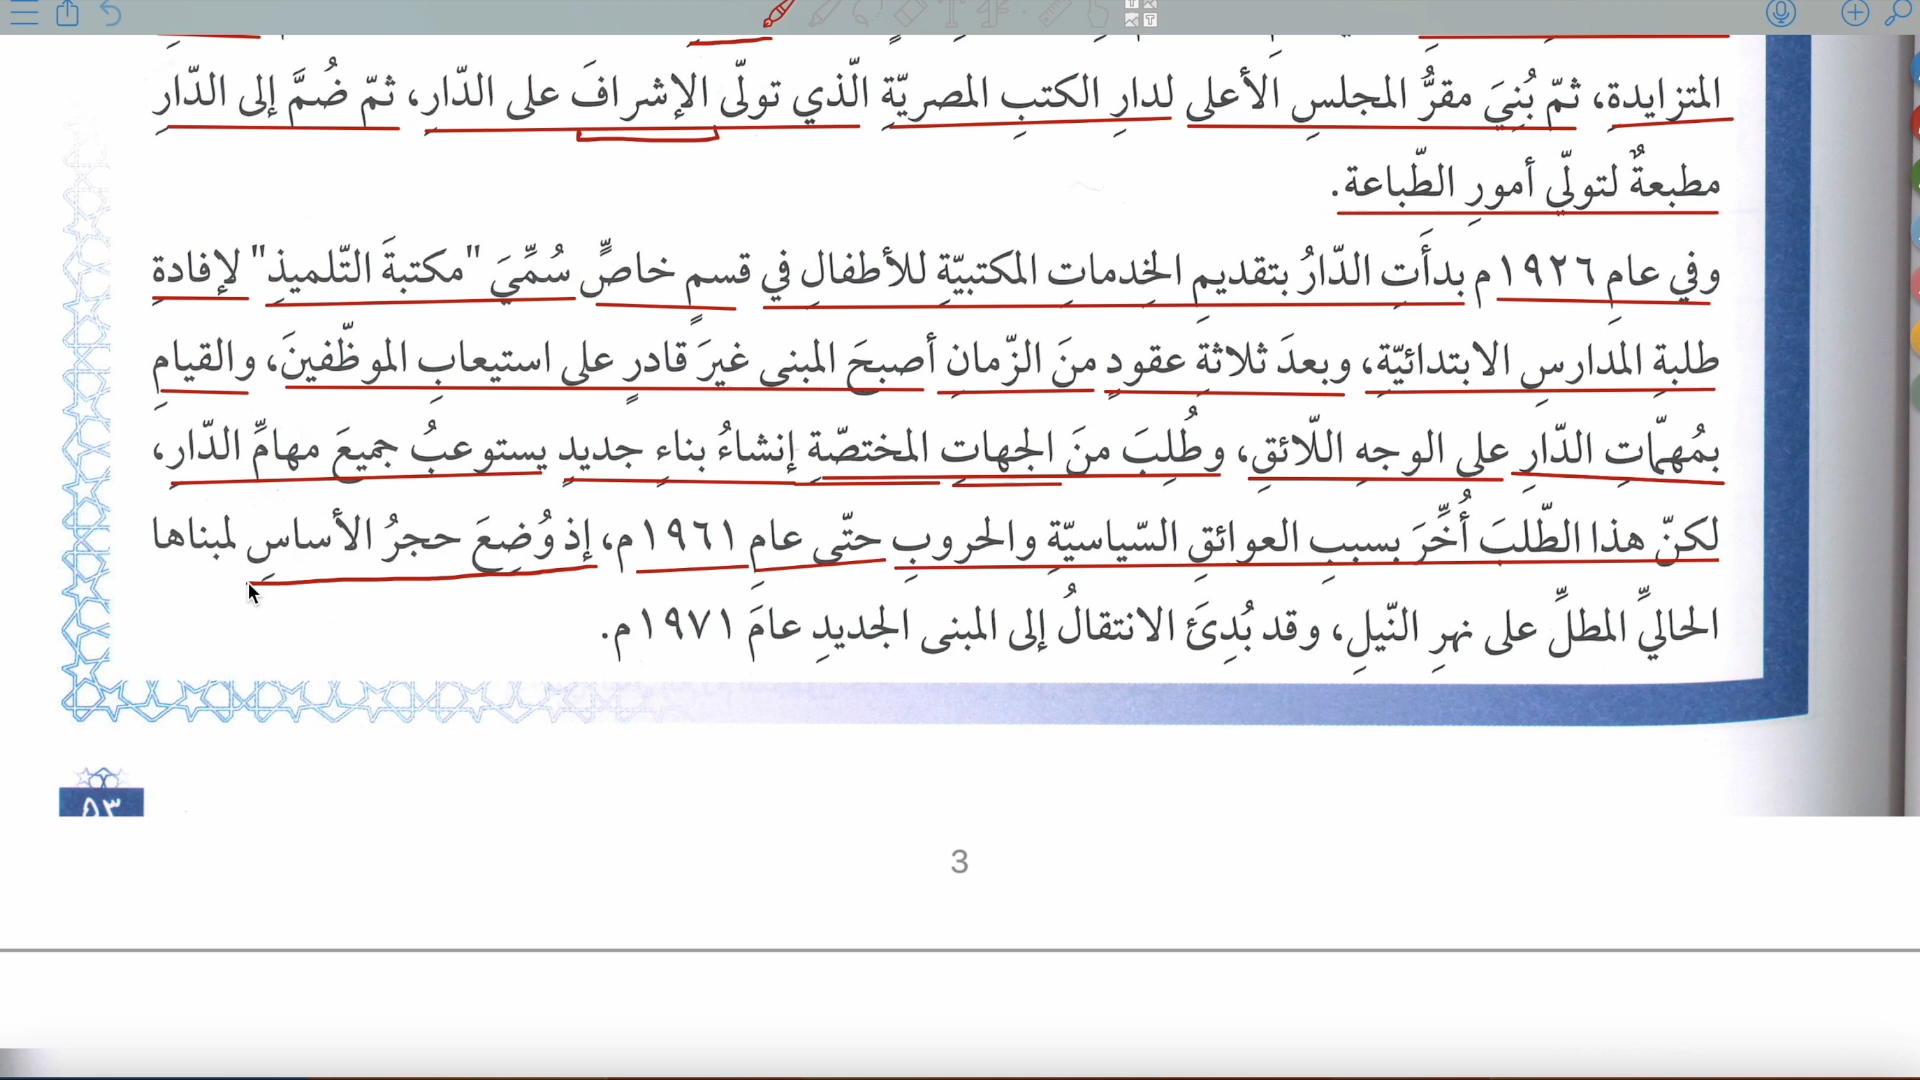 المتزايدةِ، ثمّ بُنِيَ مقرُّ المجلسِ الأعلى لدارِ الكتبِ المصريّةِ الّذي تولّى الإشرافَ على الدّارِ، ثمّ ضُمَّ إلى الدّارِ
مطبعةٌ لتولّي أمورِ الطّباعة.
وفي عامِ ١٩٢٦م بدأَتِ الدّارُ بتقديمِ الخِدماتِ المكتبيّةِ للأطفالِ في قسمٍ خاصٍّ سُمِّيَ "مكتبةَ التّلميذِ" لإفادةِ
طلبةِ المَدارسِ الابتدائيّةِ، وبعدَ ثلاثةِ عقودٍ منَ الزّمانِ أصبحَ المبنى غيرَ قادرٍ على استيعابِ الموظّفينَ، والقيامِ
بمُهمّاتِ الدّارِ على الوجهِ اللّائقِ، وطُلِبَ منَ الجهاتِ المختصّةِ إنشاءُ بناءٍ جديدٍ يستوعبُ جميعَ مهامِّ الدّارِ،
لكنّ هذا الطّلبَ أُخِّرَ بسببِ العوائقِ السّياسيّةِ والحروبِ حتّى عامِ ١٩٦١م، إذ وُضِعَ حجرُ الأساسِ لمبناها
الحاليِّ المطلِّ على نهرِ النّيلِ، وقد بُدِئَ الانتقالُ إلى المبنى الجديدِ عامَ ١٩٧١م.
٥٣
3